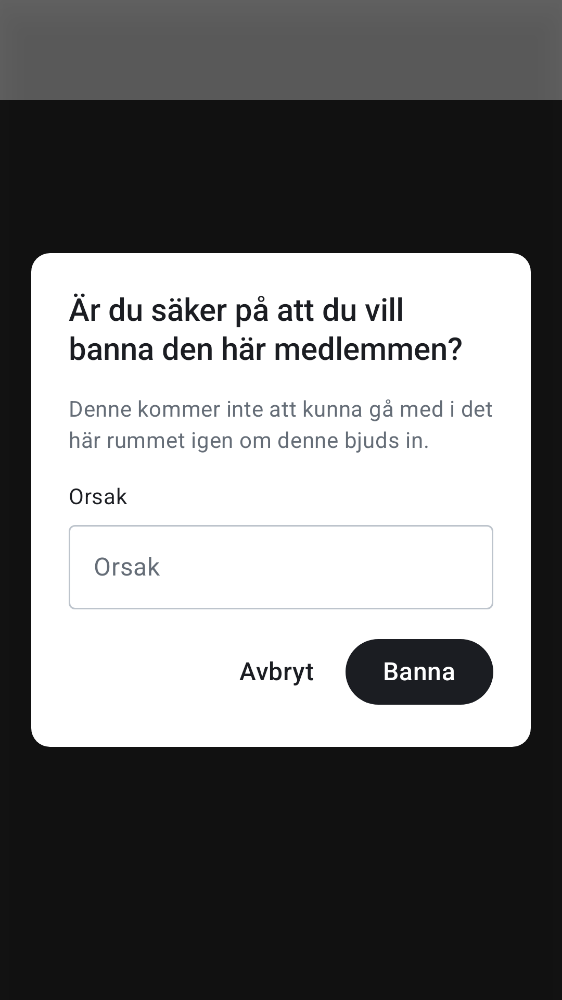 Är du säker på att du vill
banna den här medlemmen?
Denne kommer inte att kunna gå med i det
här rummet igen om denne bjuds in.
Orsak
Orsak
Avbryt
Banna